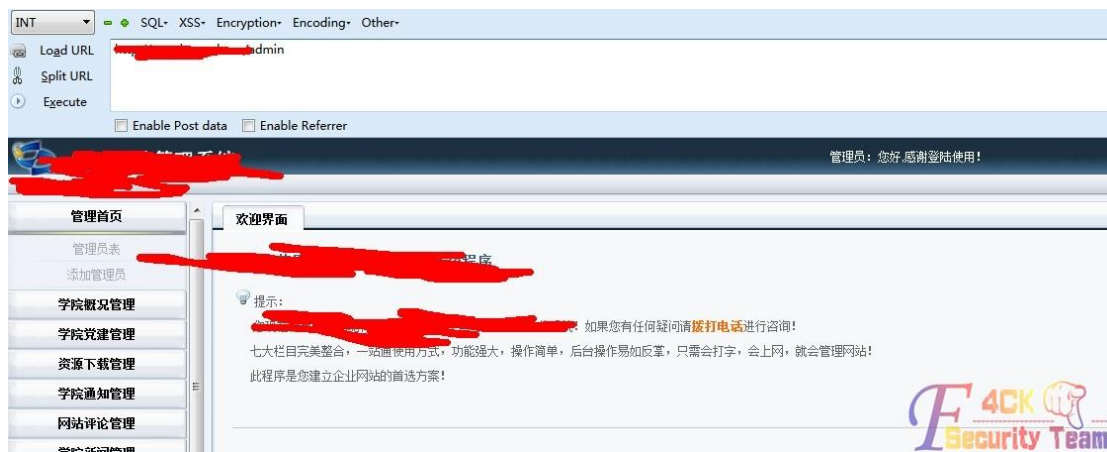 INT SQL- XSS- Encryption- Encoding- Other-
Load URL
admin
Split URL
Execute
Enable Post data Enable Referrer
管理员：您好,感谢登陆使用！
管理首页
欢迎界面
管理员表
添加管理员
程序
学院概况管理
提示：
学院党建管理
如果您有任何疑问请拨打电话进行咨询！
资源下载管理
七大栏目完美整合，一站通使用方式，功能强大，操作简单，后台操作易如反掌，只需会打字，会上网，就会管理网站！
学院通知管理
此程序是您建立企业网站的首选方案！
网站评论管理
学院新闻管理
F4CK
Security Team